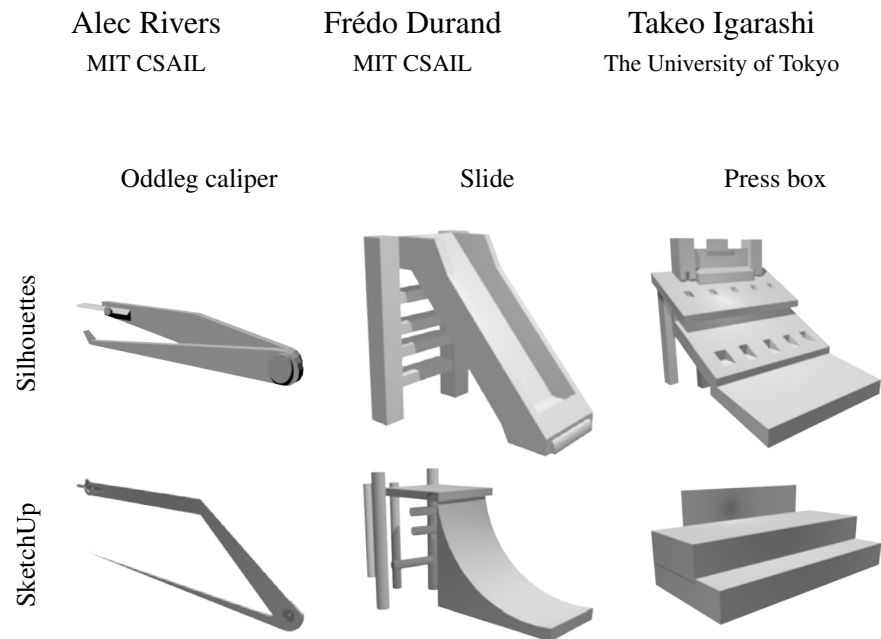 Alec Rivers Frédo Durand Takeo Igarashi
MIT CSAIL MIT CSAIL The University of Tokyo
Oddleg caliper Slide Press box
Silhouettes
SketchUp